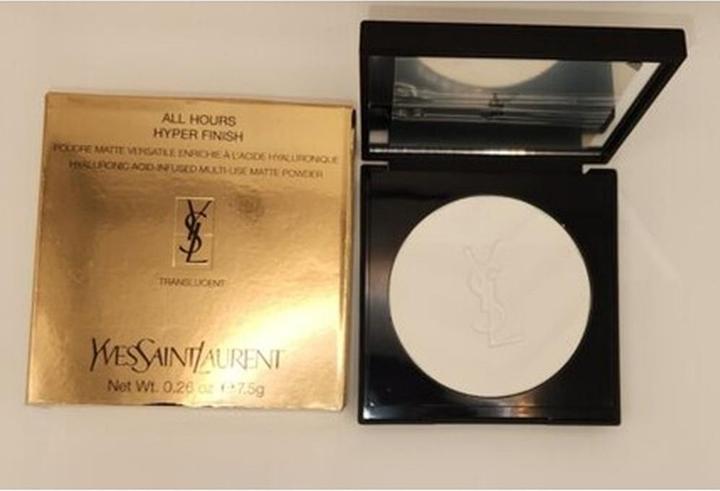 ALL HOURS
HYPER FINISH
POUDRE MATTE VERSATILE ENRICHIE À L'ACIDE HYALURONIQUE
HYALURONIC ACID-INFUSED MULTI-USE MATTE POWDER
YSL
TRANSLUCENT
YVESSAINTLAURENT
Net Wt. 0.26 oz e 7.5g
YSL